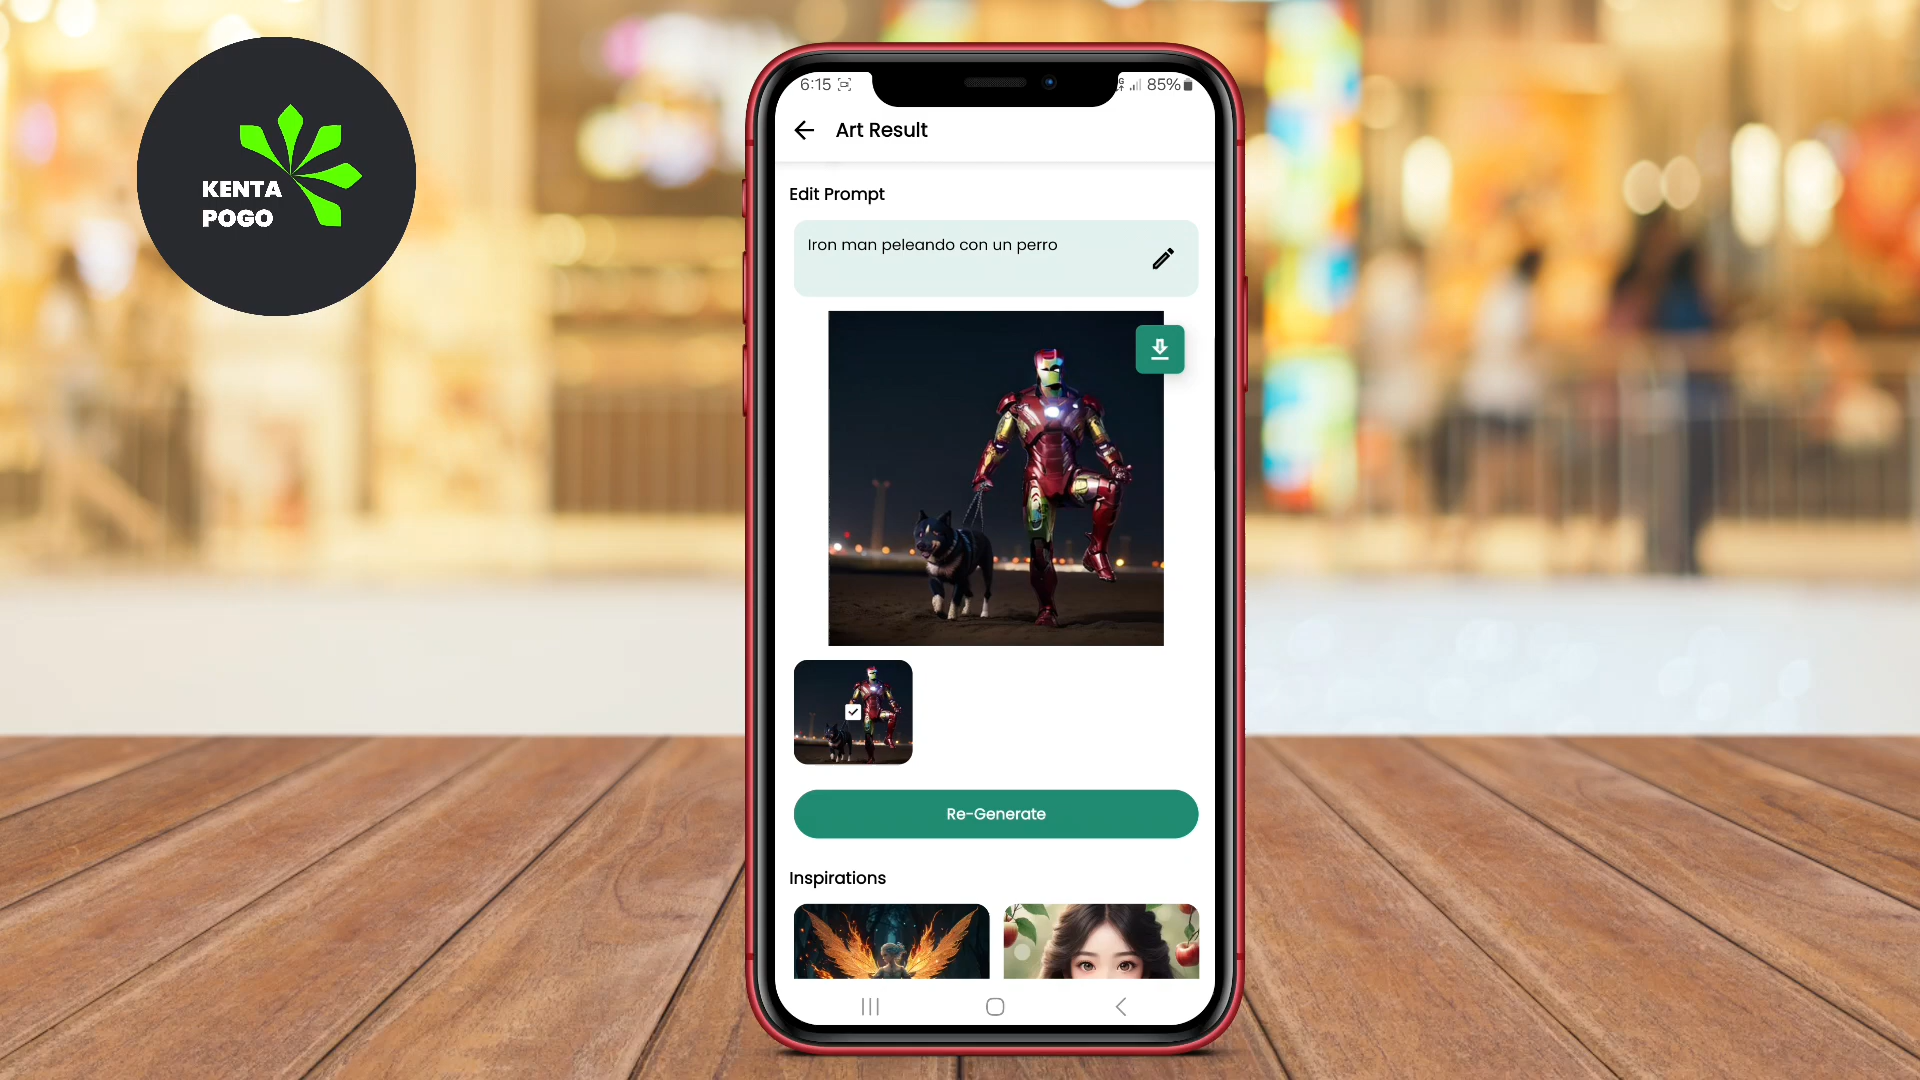 KENTA
POGO
6:15
85%
Art Result
Edit Prompt
Iron man peleando con un perro
Re-Generate
Inspirations